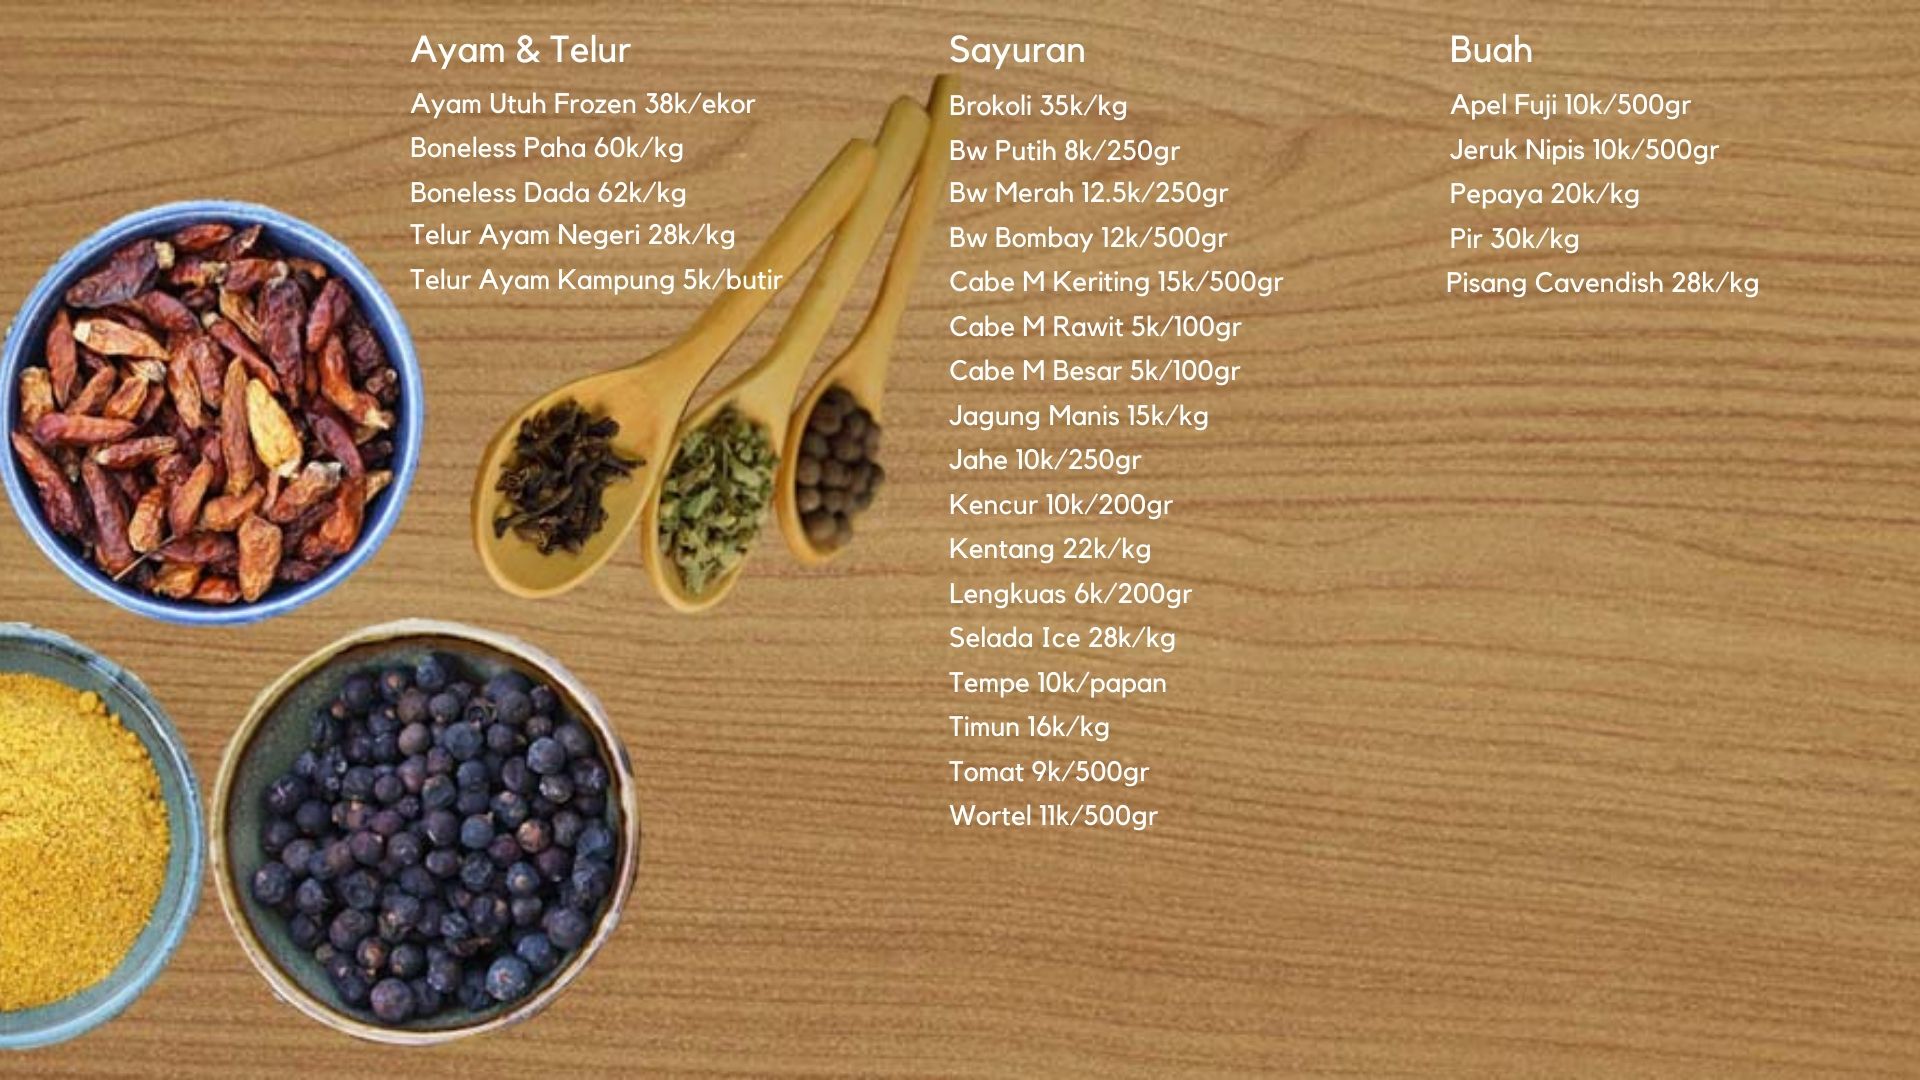 Ayam & Telur
Ayam Utuh Frozen 38k/ekor
Boneless Paha 60k/kg
Boneless Dada 62k/kg
Telur Ayam Negeri 28k/kg
Telur Ayam Kampung 5k/butir
Sayuran
Brokoli 35k/kg
Bw Putih 8k/250gr
Bw Merah 12.5k/250gr
Bw Bombay 12k/500gr
Cabe M Keriting 15k/500gr
Cabe M Rawit 5k/100gr
Cabe M Besar 5k/100gr
Jagung Manis 15k/kg
Jahe 10k/250gr
Kencur 10k/200gr
Kentang 22k/kg
Lengkuas 6k/200gr
Selada Ice 28k/kg
Tempe 10k/papan
Timun 16k/kg
Tomat 9k/500gr
Wortel 11k/500gr
Buah
Apel Fuji 10k/500gr
Jeruk Nipis 10k/500gr
Pepaya 20k/kg
Pir 30k/kg
Pisang Cavendish 28k/kg